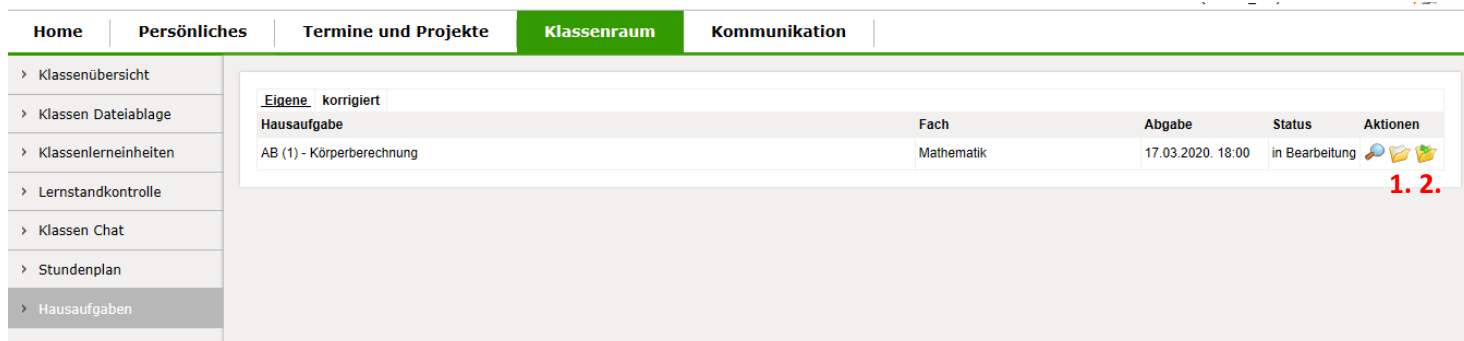 Home Persönliches Termine und Projekte Klassenraum Kommunikation
Klassenübersicht
Klassen Dateiablage
Klassenlerneinheiten
Lernstandkontrolle
Klassen Chat
Stundenplan
Hausaufgaben
Eigene korrigiert
Hausaufgabe Fach Abgabe Status Aktionen
AB (1) - Körperberechnung Mathematik 17.03.2020. 18:00 in Bearbeitung
1. 2.